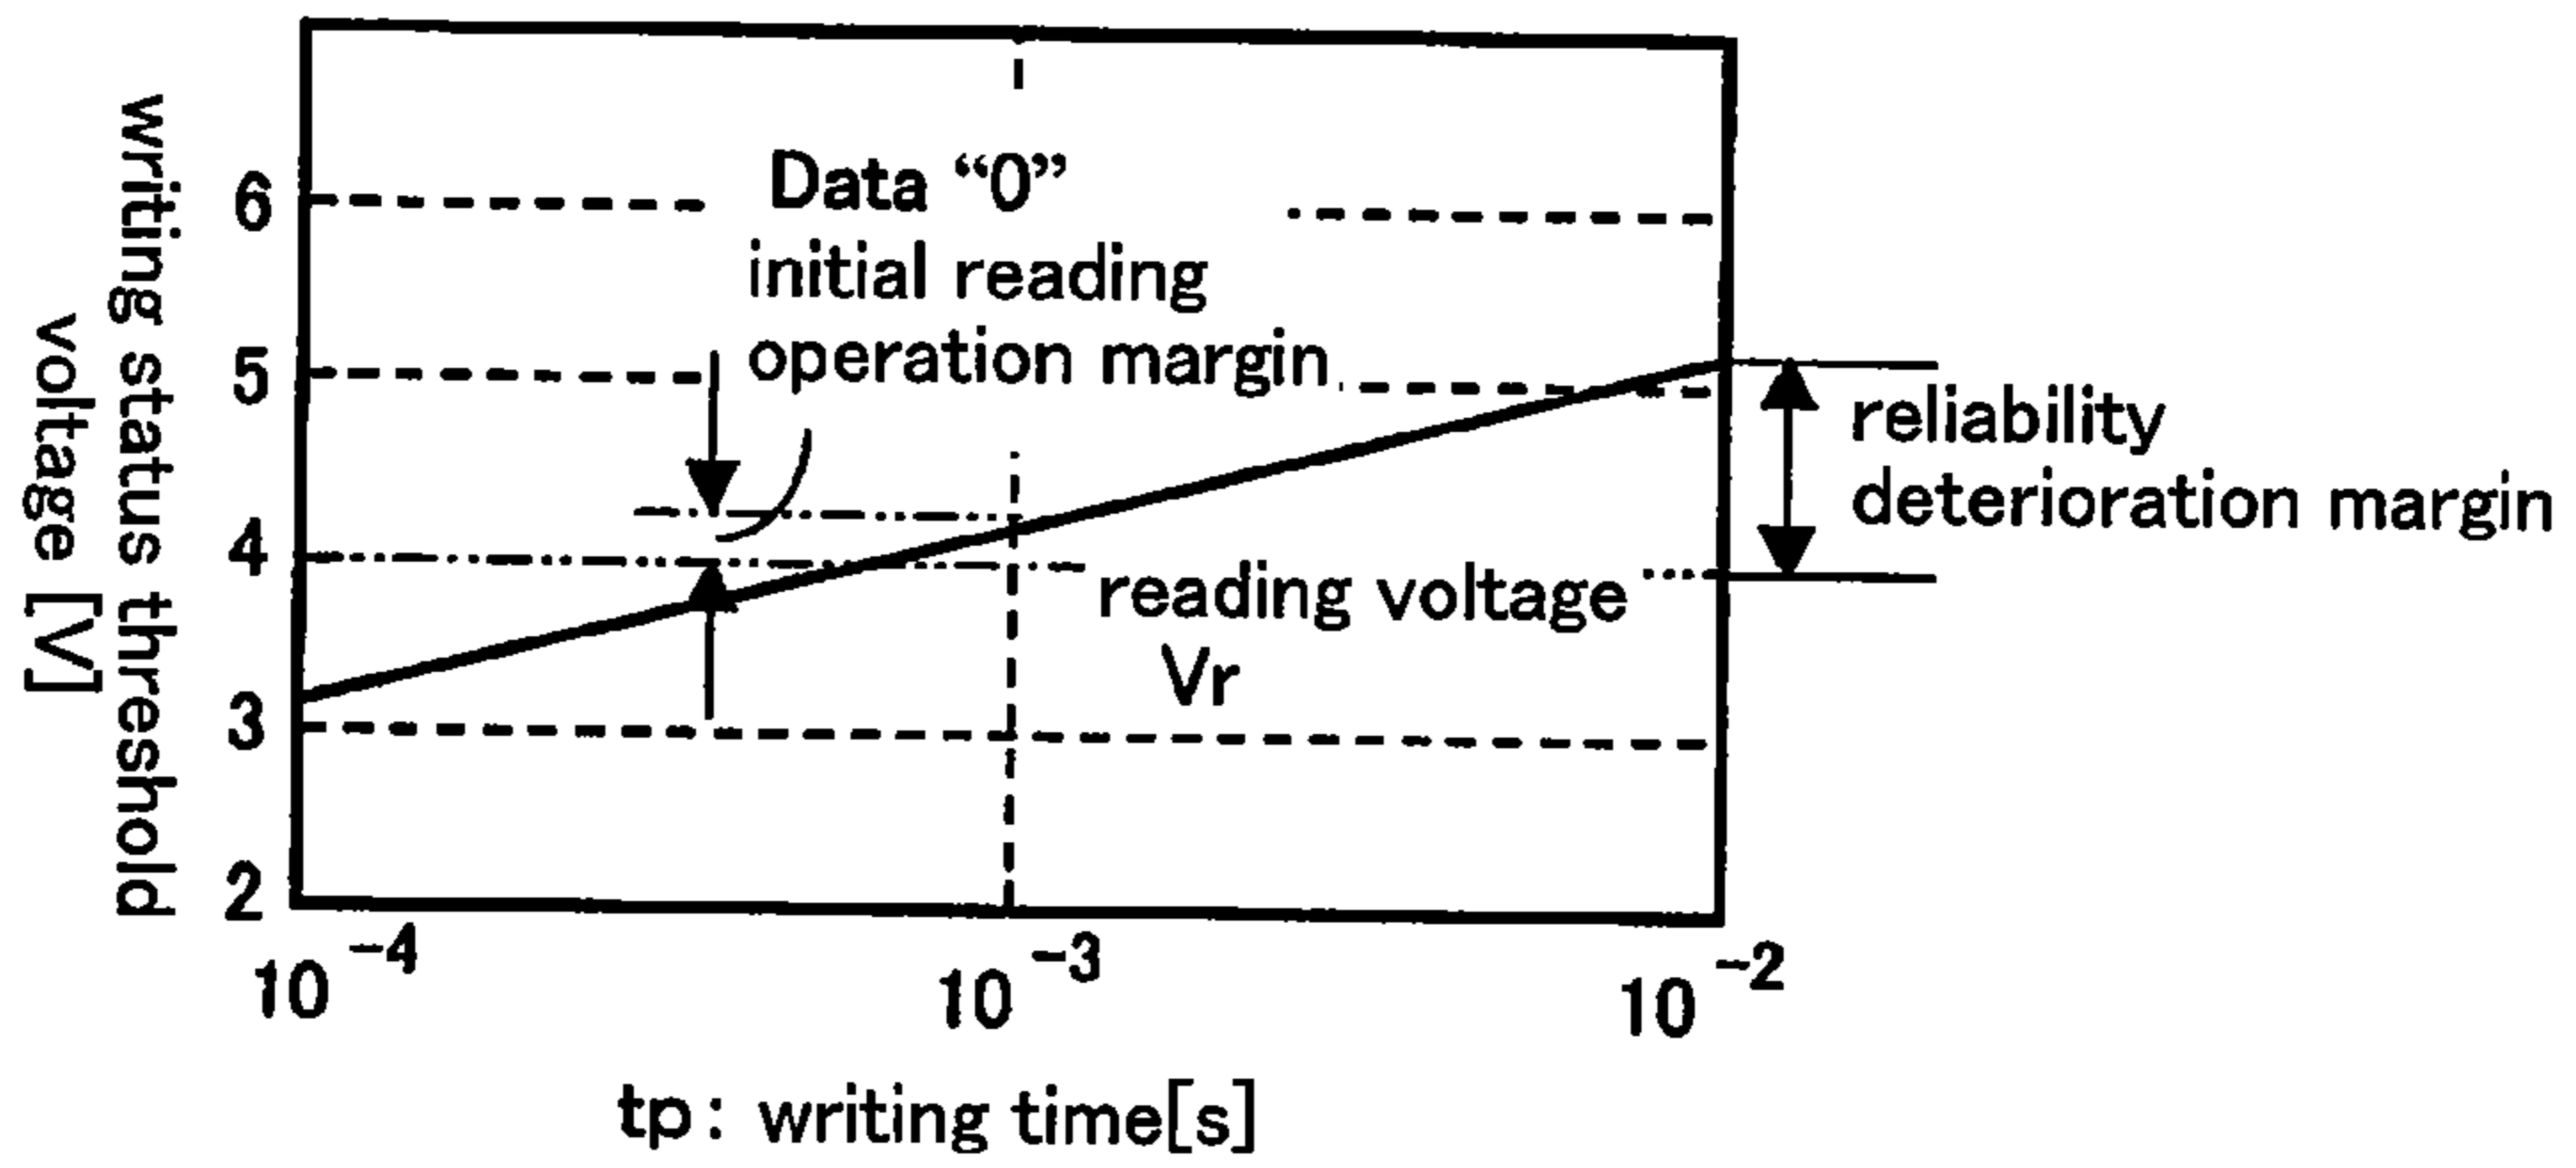 writing status threshold
voltage [V]
6
5
4
3
2
Data “0”
initial reading
operation margin
reading voltage
Vr
reliability
deterioration margin
10⁻⁴
10⁻³
10⁻²
tp: writing time[s]